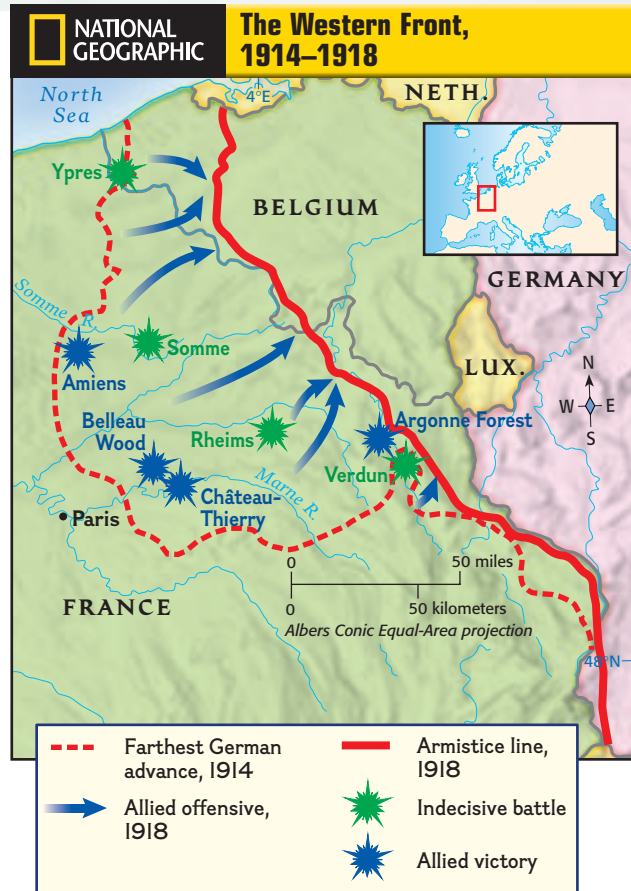 NATIONAL
GEOGRAPHIC
The Western Front,
1914–1918
North
Sea
4°E
NETH.
Ypres
BELGIUM
GERMANY
Somme R.
Somme
Amiens
LUX.
N
W E
S
Belleau
Wood
Rheims
Argonne Forest
Verdun
Château-
Thierry
Marne R.
Paris
0 50 miles
0 50 kilometers
Albers Conic Equal-Area projection
FRANCE
48°N
Farthest German
advance, 1914
Allied offensive,
1918
Armistice line,
1918
Indecisive battle
Allied victory